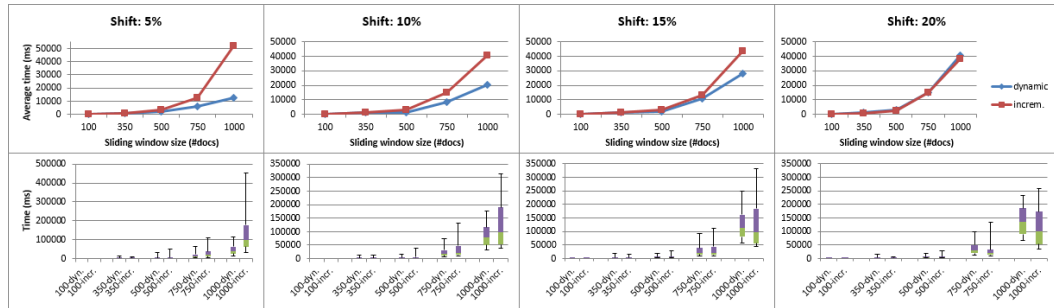 Shift: 5%
Average time (ms)
50000
40000
30000
20000
10000
0
100 350 500 750 1000
Sliding window size (#docs)
Shift: 10%
50000
40000
30000
20000
10000
0
100 350 500 750 1000
Sliding window size (#docs)
Shift: 15%
50000
40000
30000
20000
10000
0
100 350 500 750 1000
Sliding window size (#docs)
Shift: 20%
50000
40000
30000
20000
10000
0
100 350 500 750 1000
Sliding window size (#docs)
dynamic
increm.
Time (ms)
500000
400000
300000
200000
100000
0
100-dyn.
100-incr.
350-dyn.
350-incr.
500-dyn.
500-incr.
750-dyn.
750-incr.
1000-dyn.
1000-incr.
350000
300000
250000
200000
150000
100000
50000
0
100-dyn.
100-incr.
350-dyn.
350-incr.
500-dyn.
500-incr.
750-dyn.
750-incr.
1000-dyn.
1000-incr.
350000
300000
250000
200000
150000
100000
50000
0
100-dyn.
100-incr.
350-dyn.
350-incr.
500-dyn.
500-incr.
750-dyn.
750-incr.
1000-dyn.
1000-incr.
350000
300000
250000
200000
150000
100000
50000
0
100-dyn.
100-incr.
350-dyn.
350-incr.
500-dyn.
500-incr.
750-dyn.
750-incr.
1000-dyn.
1000-incr.